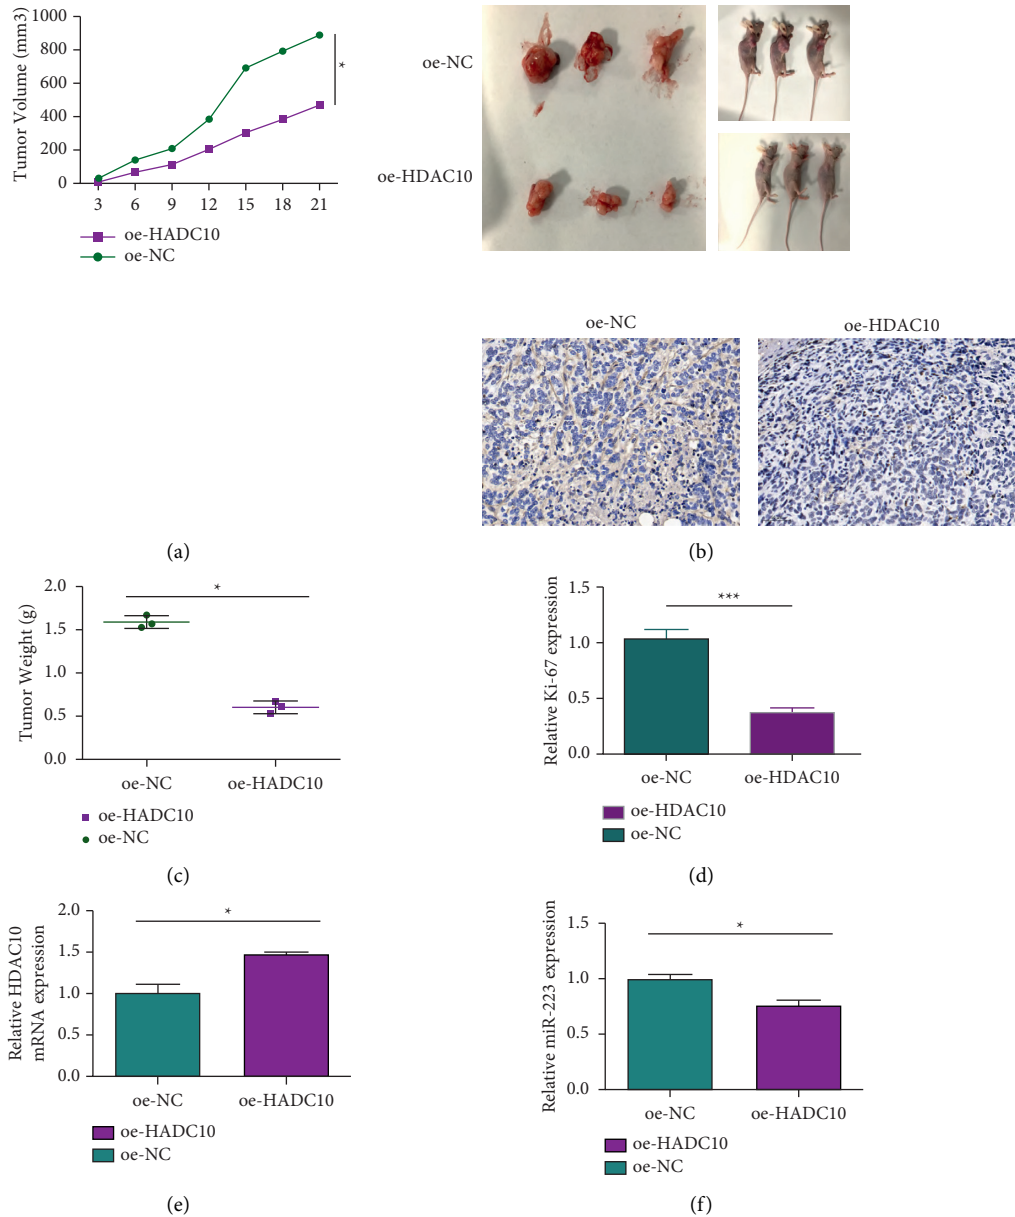 Tumor Volume (mm3)
1000
800
600
400
200
0
3 6 9 12 15 18 21
*
oe-HADC10
oe-NC
(a)
oe-NC
oe-HDAC10
oe-NC oe-HDAC10
(b)
Tumor Weight (g)
2.0
1.5
1.0
0.5
0.0
*
oe-NC oe-HADC10
oe-HADC10
oe-NC
(c)
Relative Ki-67 expression
1.5
1.0
0.5
0.0
***
oe-NC oe-HDAC10
oe-HDAC10
oe-NC
(d)
Relative HDAC10
mRNA expression
2.0
1.5
1.0
0.5
0.0
*
oe-NC oe-HADC10
oe-HADC10
oe-NC
(e)
Relative miR-223 expression
1.5
1.0
0.5
0.0
*
oe-NC oe-HADC10
oe-HADC10
oe-NC
(f)